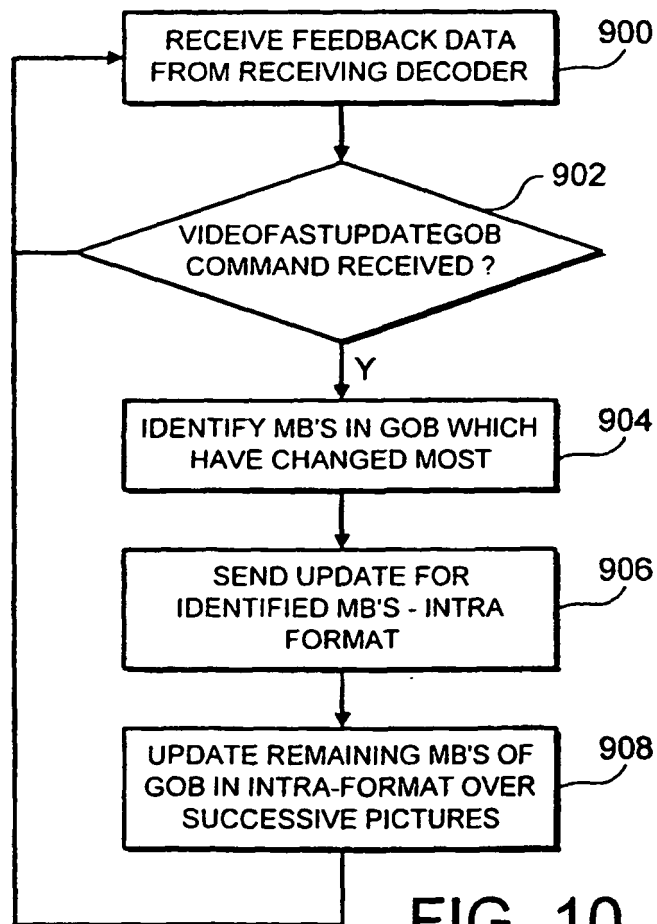 RECEIVE FEEDBACK DATA
FROM RECEIVING DECODER
900
902
VIDEOFASTUPDATEGOB
COMMAND RECEIVED ?
Y
IDENTIFY MB'S IN GOB WHICH
HAVE CHANGED MOST
904
SEND UPDATE FOR
IDENTIFIED MB'S - INTRA
FORMAT
906
UPDATE REMAINING MB'S OF
GOB IN INTRA-FORMAT OVER
SUCCESSIVE PICTURES
908
FIG. 10